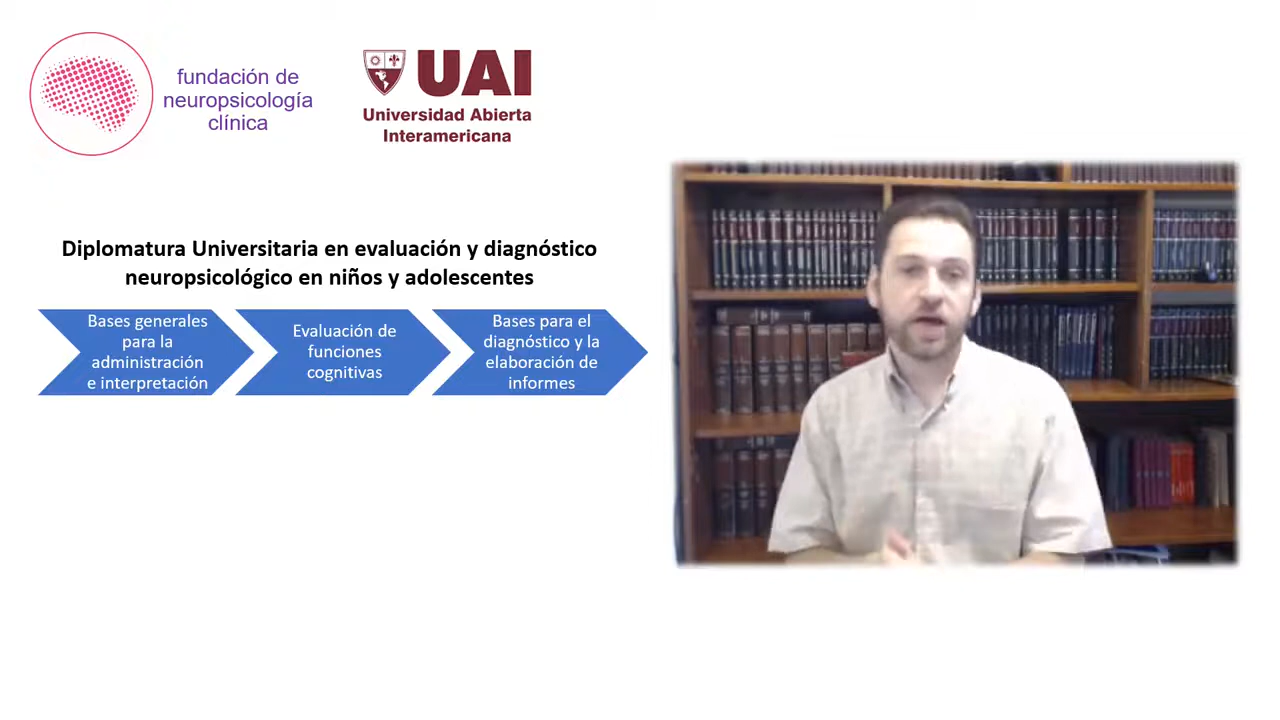 fundación de
neuropsicología
clínica
UAI
Universidad Abierta
Interamericana
Diplomatura Universitaria en evaluación y diagnóstico
neuropsicológico en niños y adolescentes
Bases generales
para la
administración
e interpretación
Evaluación de
funciones
cognitivas
Bases para el
diagnóstico y la
elaboración de
informes